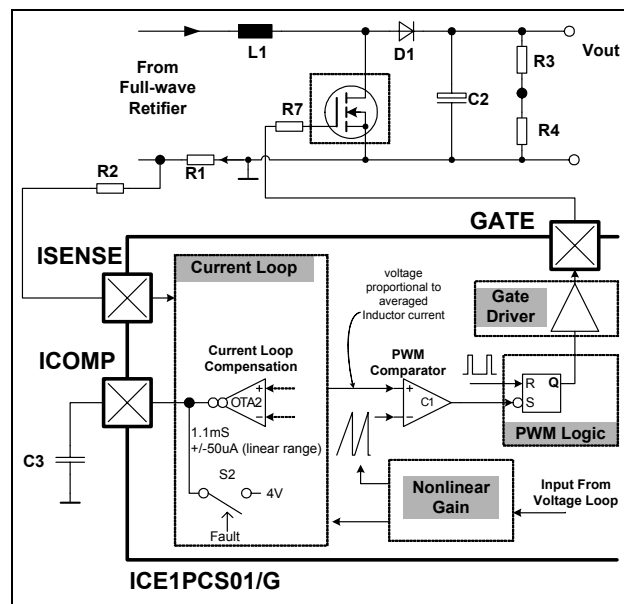 L1
D1
From
Full-wave
Retifier
R7
C2
R3
Vout
R4
R2
R1
GATE
ISENSE
Current Loop
voltage
proportional to
averaged
Inductor current
Gate
Driver
ICOMP
Current Loop
Compensation
+
OTA2
−
PWM
Comparator
+
C1
−
R
Q
S
PWM Logic
1.1mS
+/-50uA (linear range)
C3
S2
4V
Fault
Nonlinear
Gain
Input From
Voltage Loop
ICE1PCS01/G